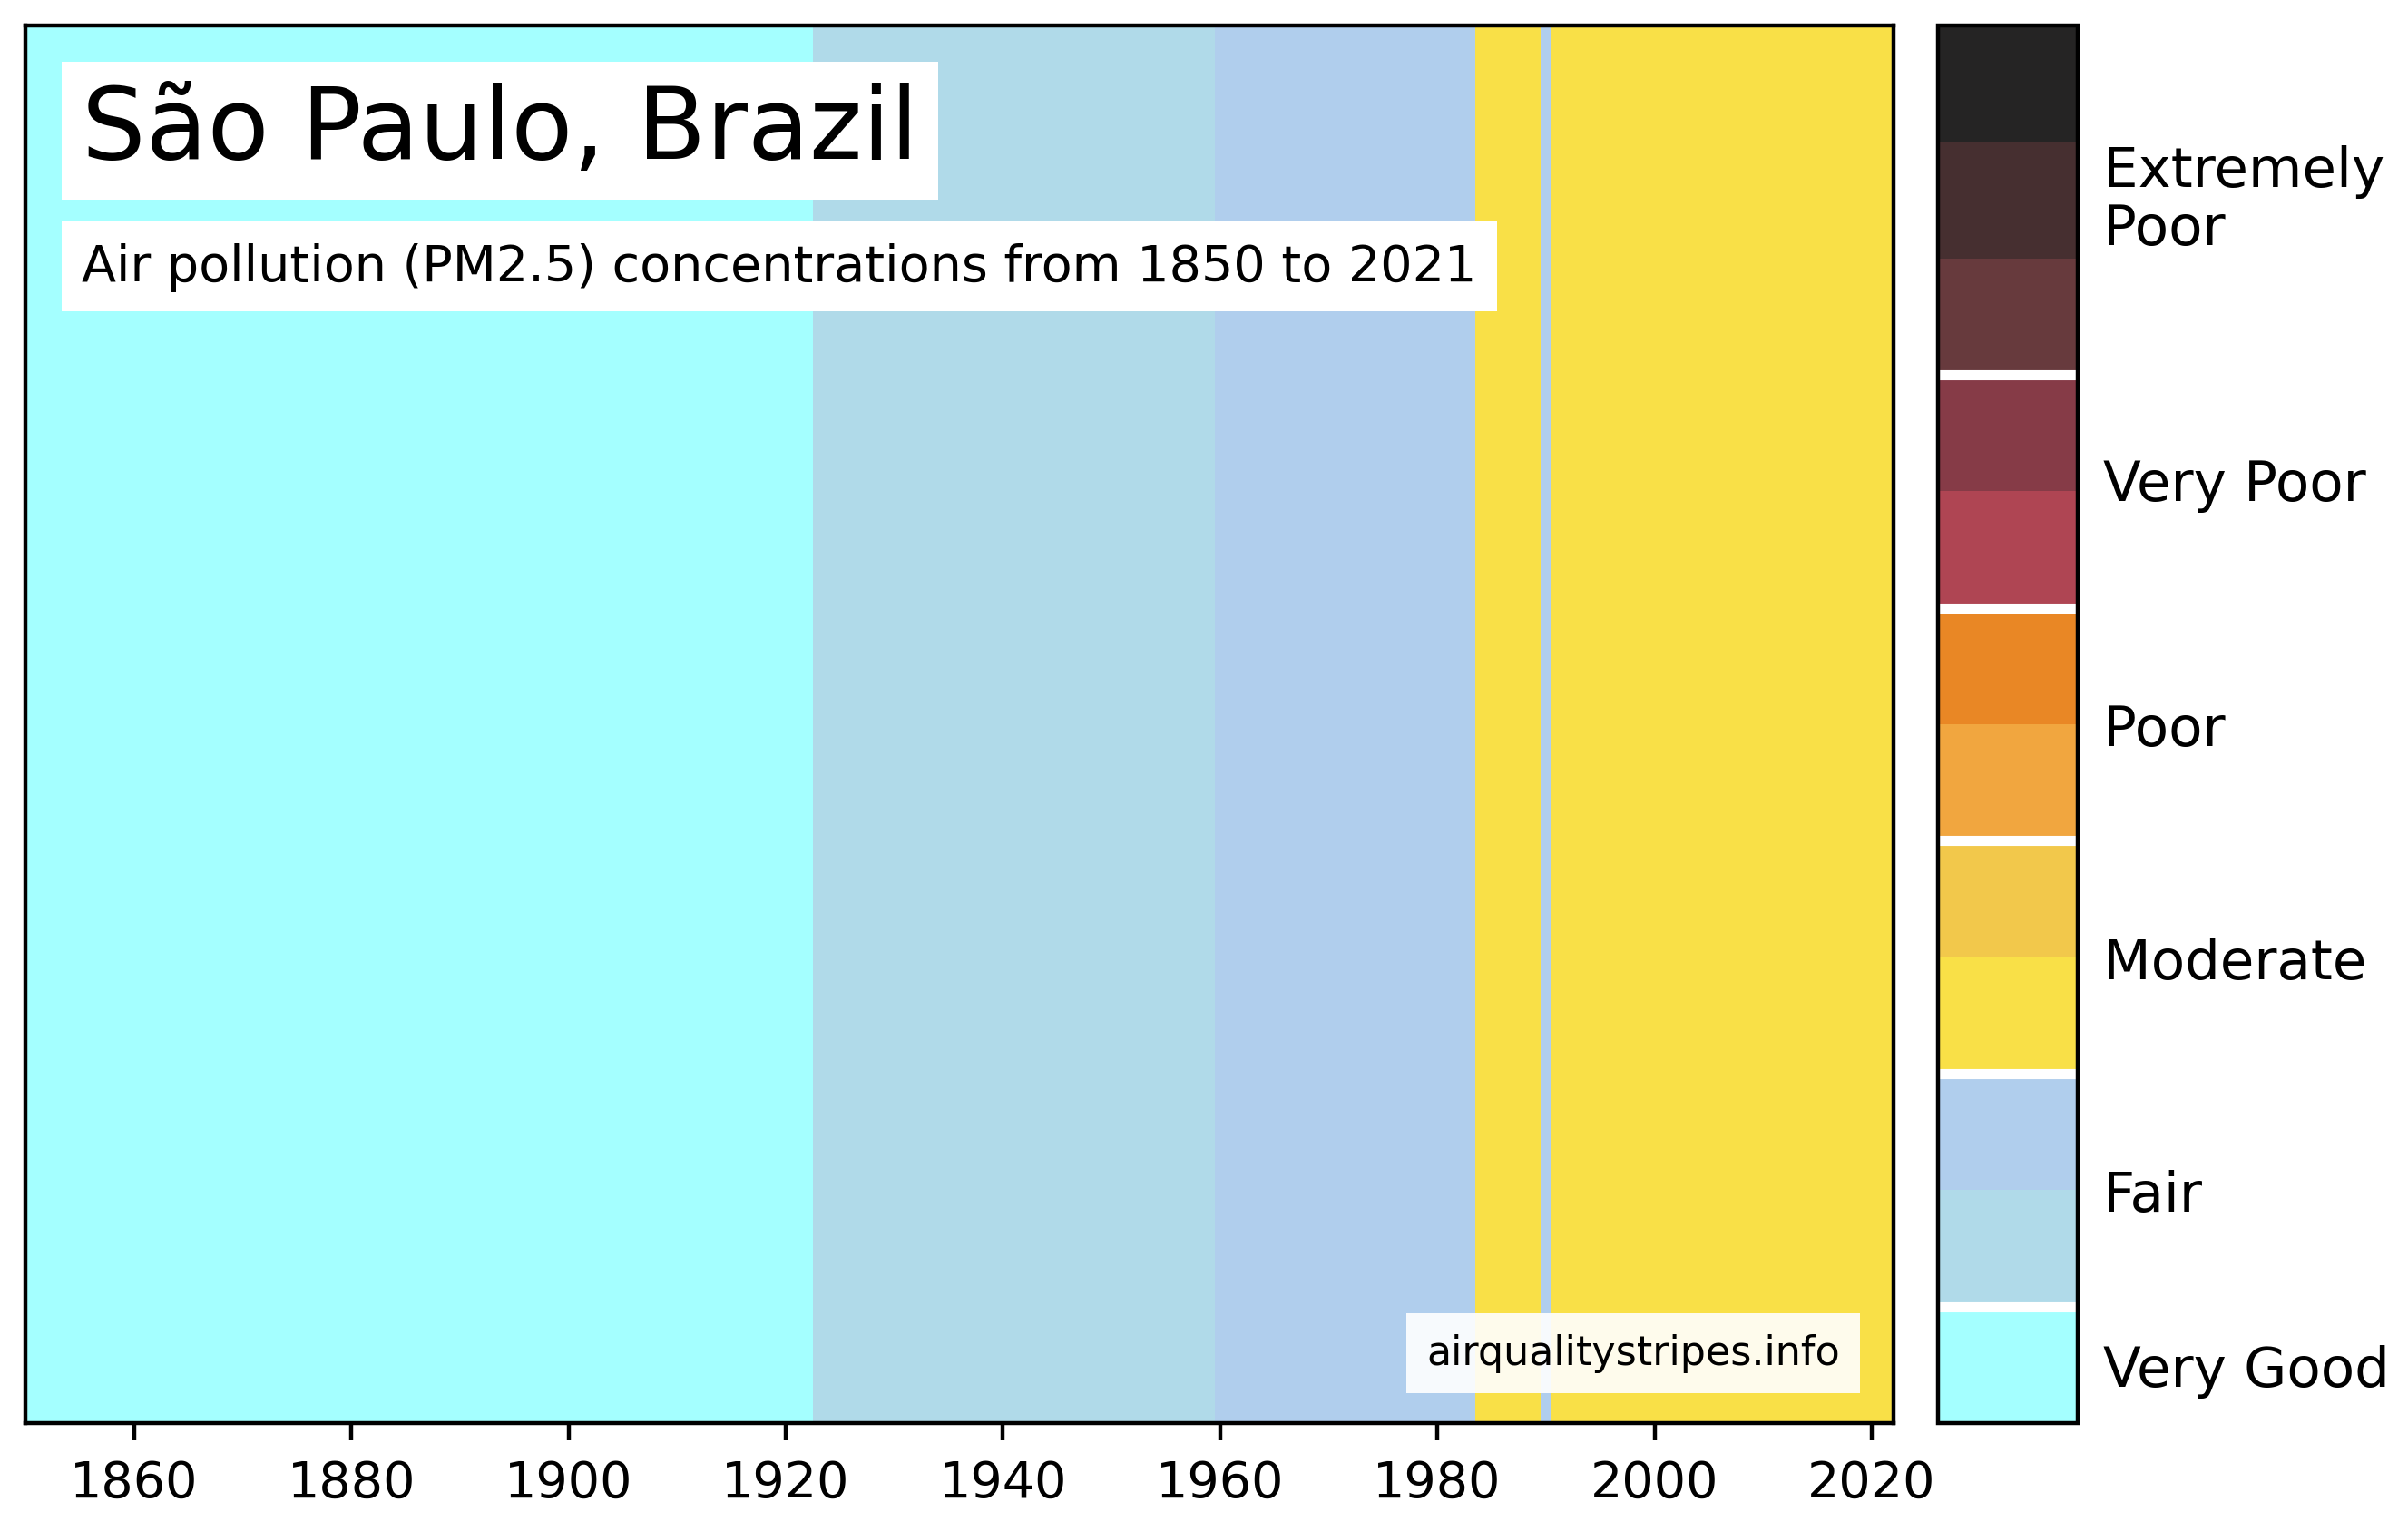 São Paulo, Brazil
Air pollution (PM2.5) concentrations from 1850 to 2021
Extremely
Poor
Very Poor
Poor
Moderate
Fair
Very Good
airqualitystripes.info
1860 1880 1900 1920 1940 1960 1980 2000 2020